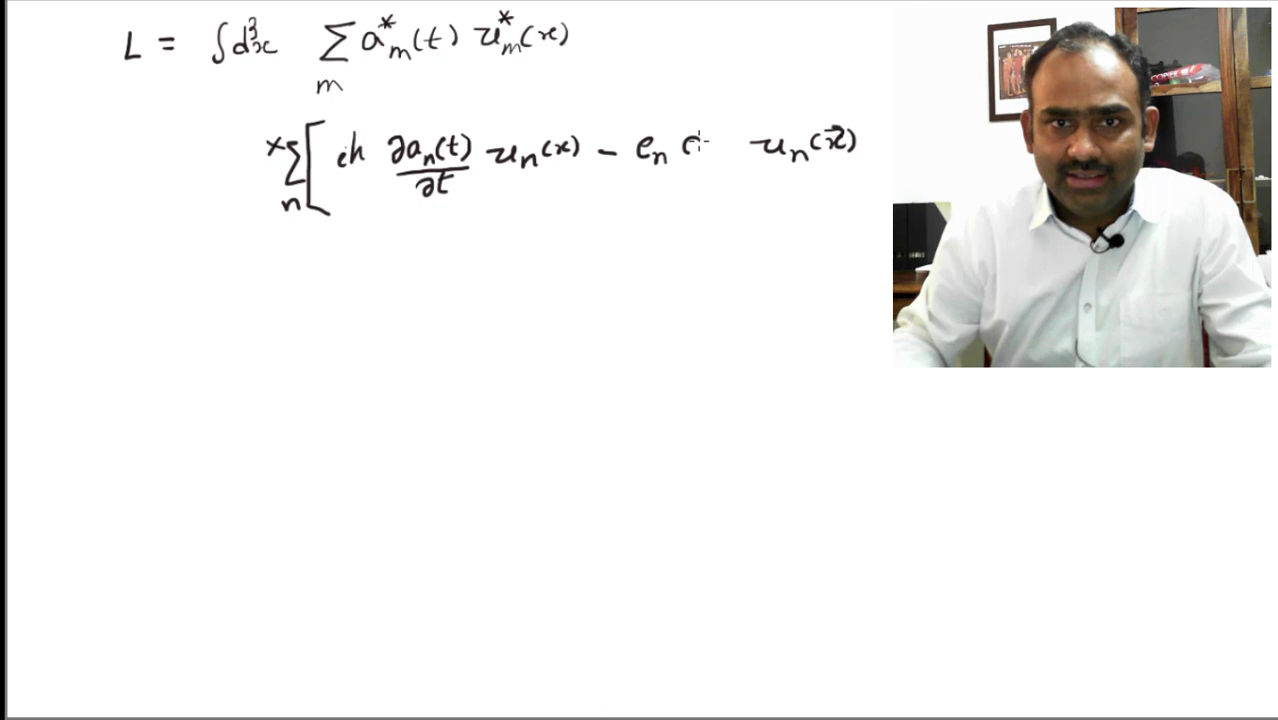 L = ∫d³x ∑ₘ a*ₘ(t) u*ₘ(x)
×∑ₙ [ iħ ∂aₙ(t)/∂t uₙ(x) − eₙ uₙ(x⃗)